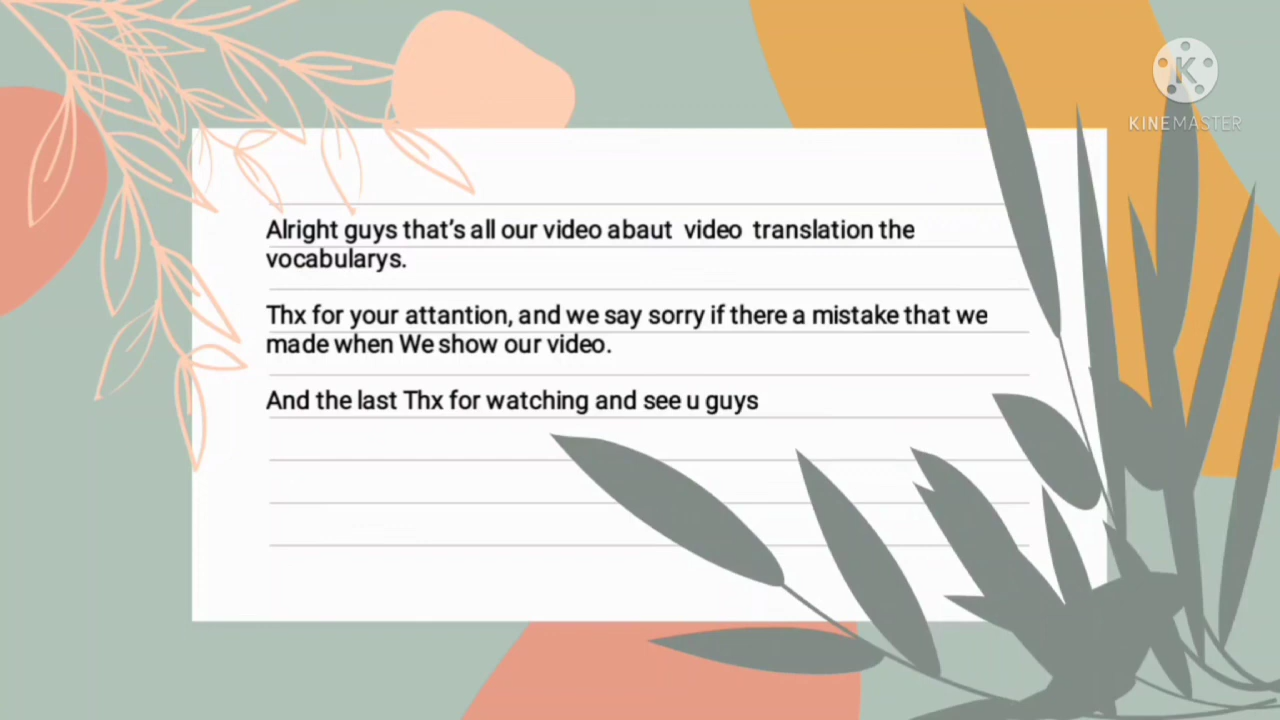 Alright guys that’s all our video abaut video translation the
vocabularys.
Thx for your attantion, and we say sorry if there a mistake that we
made when We show our video.
And the last Thx for watching and see u guys
K
KINEMASTER